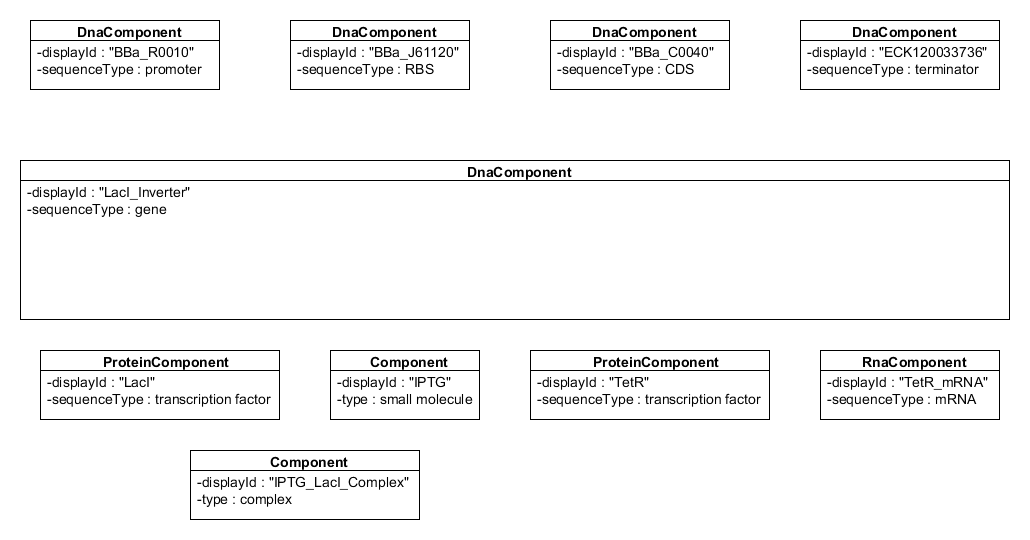 DnaComponent
-displayId : "BBa_R0010"
-sequenceType : promoter
DnaComponent
-displayId : "BBa_J61120"
-sequenceType : RBS
DnaComponent
-displayId : "BBa_C0040"
-sequenceType : CDS
DnaComponent
-displayId : "ECK120033736"
-sequenceType : terminator
DnaComponent
-displayId : "LacI_Inverter"
-sequenceType : gene
ProteinComponent
-displayId : "LacI"
-sequenceType : transcription factor
Component
-displayId : "IPTG"
-type : small molecule
ProteinComponent
-displayId : "TetR"
-sequenceType : transcription factor
RnaComponent
-displayId : "TetR_mRNA"
-sequenceType : mRNA
Component
-displayId : "IPTG_LacI_Complex"
-type : complex